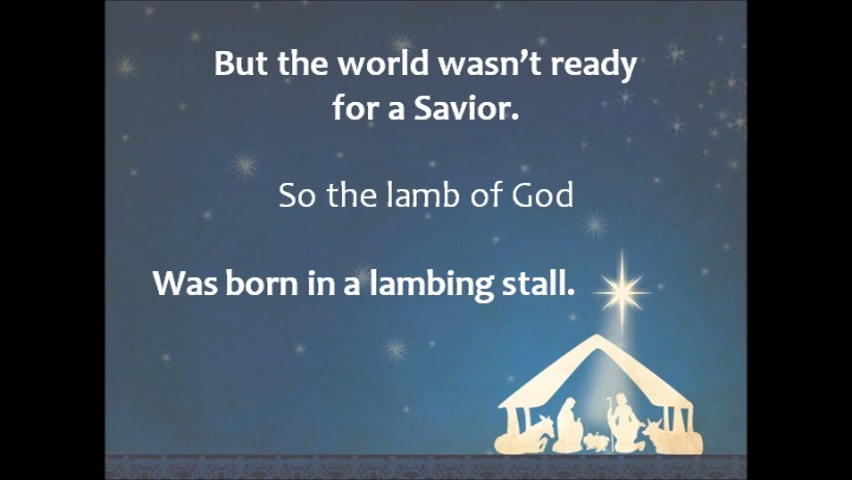 But the world wasn’t ready
for a Savior.
So the lamb of God
Was born in a lambing stall.